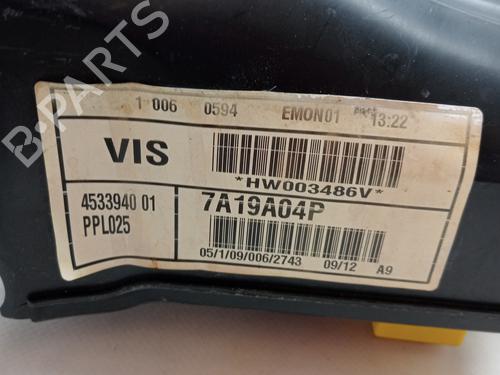 1 006 0594 EMON01 13:22
VIS
*HW003486V*
4533940 01
PPL025
7A19A04P
05/1/09/006/2743 09/12 A9
B-PARTS